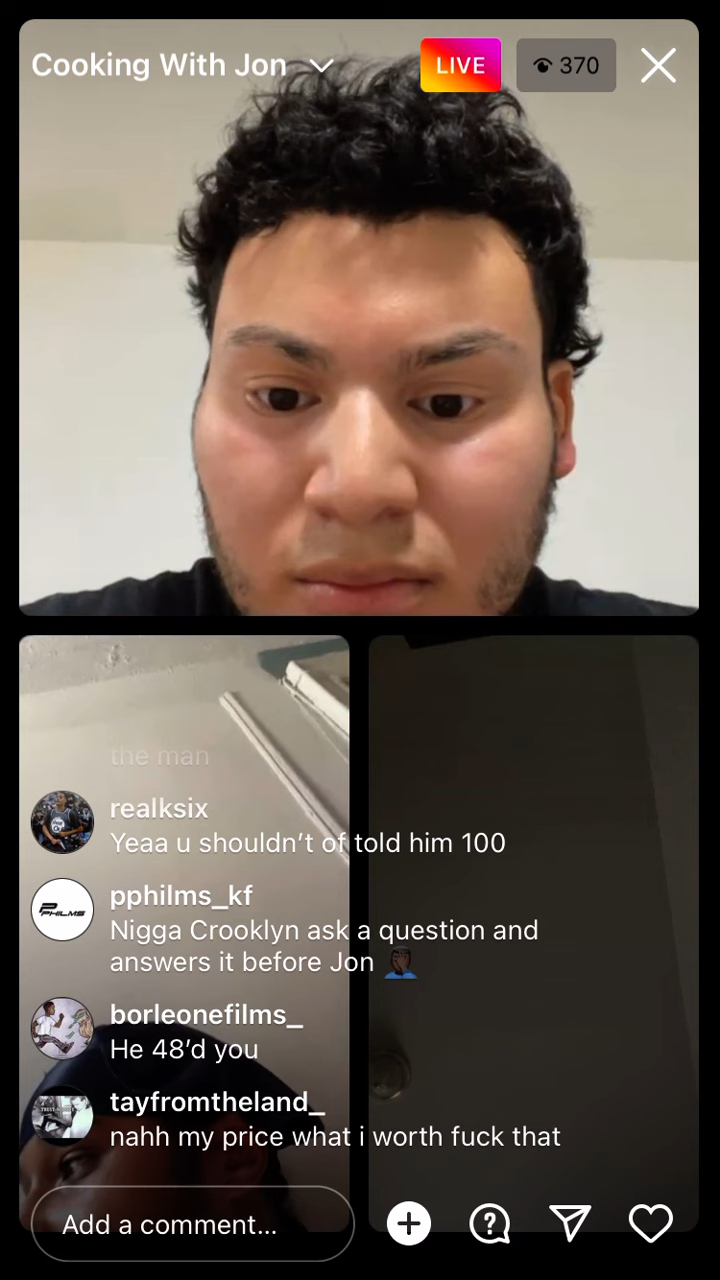 Cooking With Jon
LIVE
370
the man
realksix
Yeaa u shouldn’t of told him 100
PHILMS
pphilms_kf
Nigga Crooklyn ask a question and
answers it before Jon 🤦🏿‍♂️
borleonefilms_
He 48’d you
tayfromtheland_
nahh my price what i worth fuck that
Add a comment...